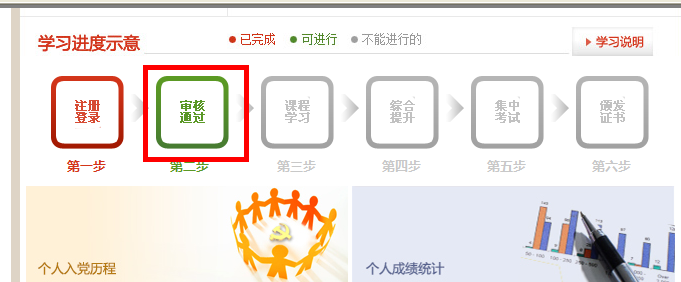 学习进度示意
已完成 可进行 不能进行的
学习说明
注册
登录
审核
通过
课程
学习
综合
提升
集中
考试
颁发
证书
第一步 第二步 第三步 第四步 第五步 第六步
个人入党历程
个人成绩统计